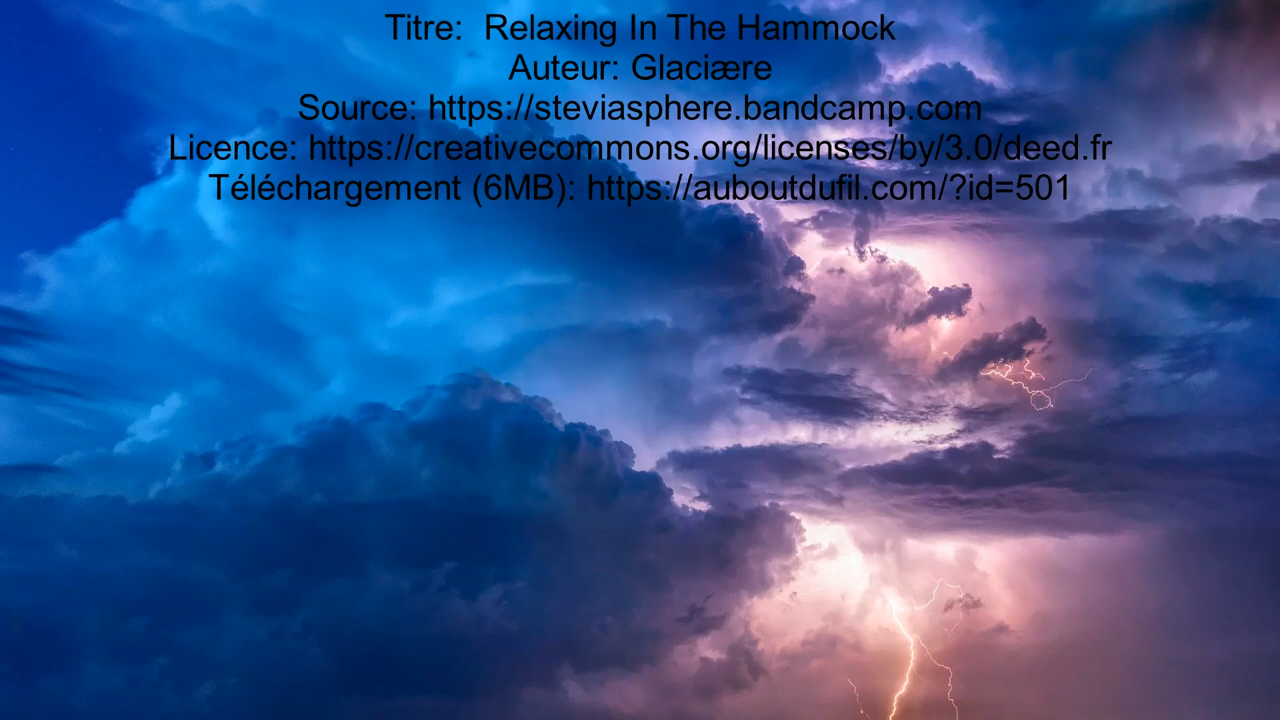 Titre:  Relaxing In The Hammock
Auteur: Glaciære
Source: https://steviasphere.bandcamp.com
Licence: https://creativecommons.org/licenses/by/3.0/deed.fr
Téléchargement (6MB): https://auboutdufil.com/?id=501